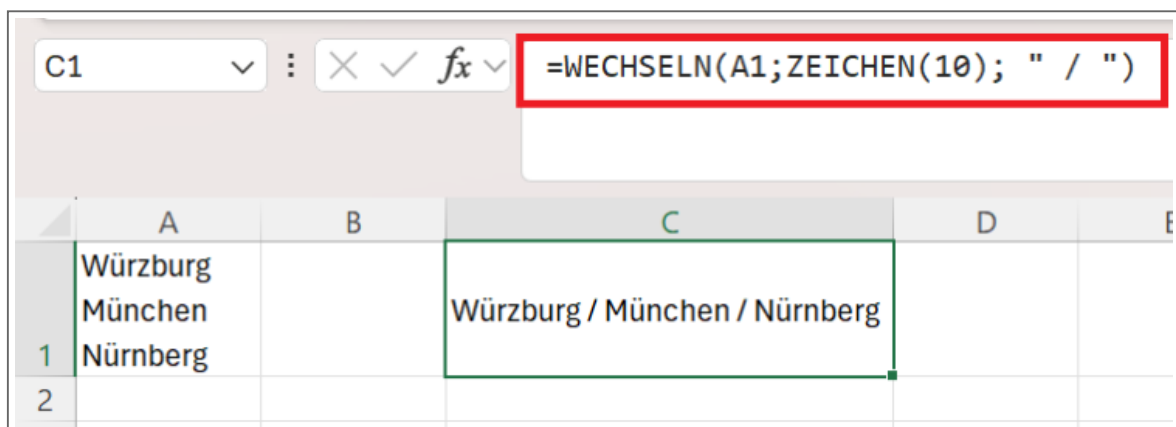 C1 fx =WECHSELN(A1;ZEICHEN(10); " / ")
A B C D E
Würzburg
München
Nürnberg
Würzburg / München / Nürnberg
1
2